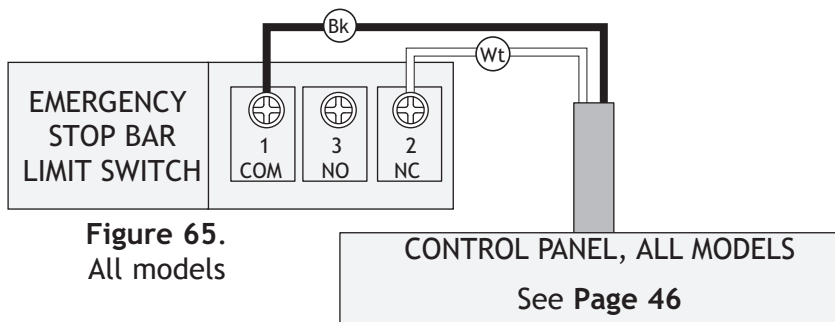 Bk
Wt
EMERGENCY
STOP BAR
LIMIT SWITCH
1
COM
3
NO
2
NC
Figure 65.
All models
CONTROL PANEL, ALL MODELS
See Page 46